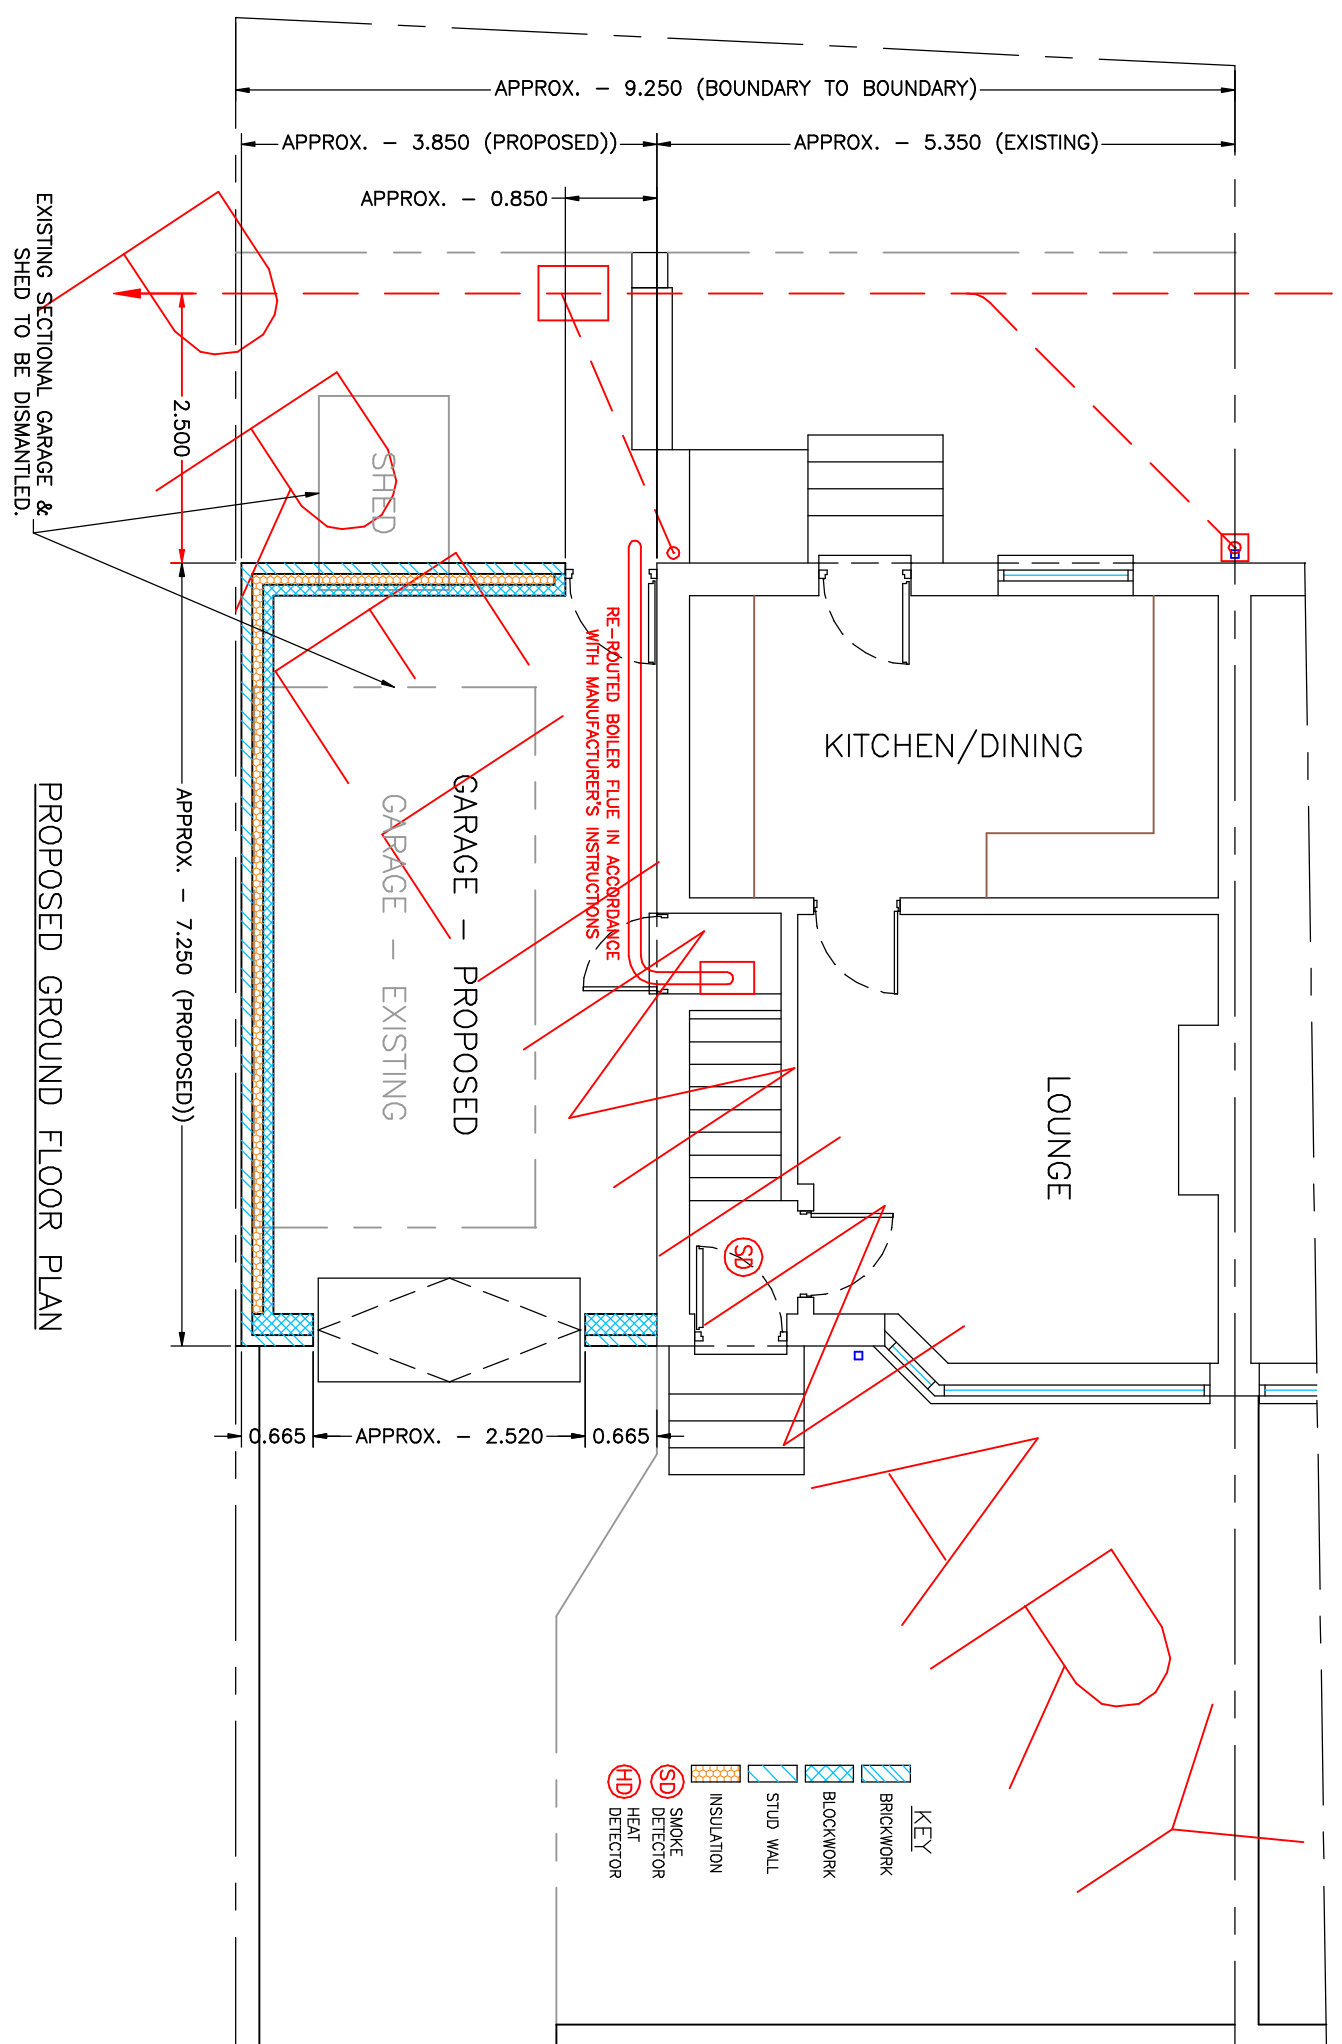 APPROX. - 9.250 (BOUNDARY TO BOUNDARY)
APPROX. - 3.850 (PROPOSED))
APPROX. - 5.350 (EXISTING)
APPROX. - 0.850
EXISTING SECTIONAL GARAGE &
SHED TO BE DISMANTLED.
2.500
SHED
RE-ROUTED BOILER FLUE IN ACCORDANCE
WITH MANUFACTURER'S INSTRUCTIONS
KITCHEN/DINING
GARAGE - PROPOSED
GARAGE - EXISTING
APPROX. - 7.250 (PROPOSED))
LOUNGE
SD
0.665
APPROX. - 2.520
0.665
PROPOSED GROUND FLOOR PLAN
PRELIMINARY
KEY
BRICKWORK
BLOCKWORK
STUD WALL
INSULATION
SD SMOKE
DETECTOR
HD HEAT
DETECTOR